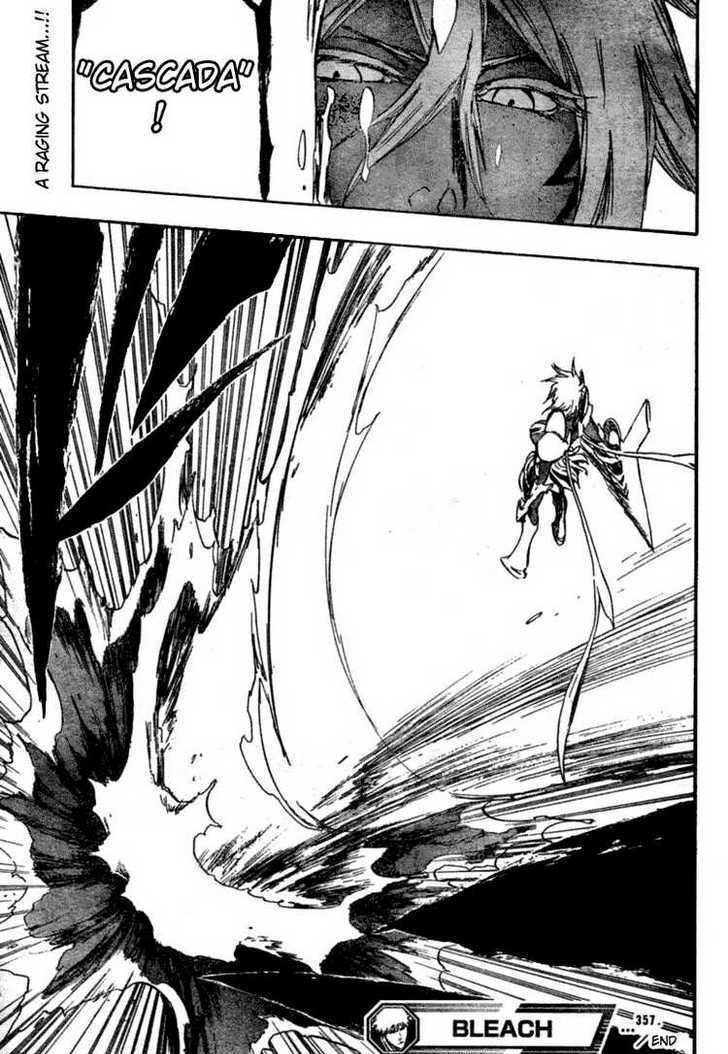 A RAGING STREAM...!!
"CASCADA"
!
BLEACH
357.
... / END